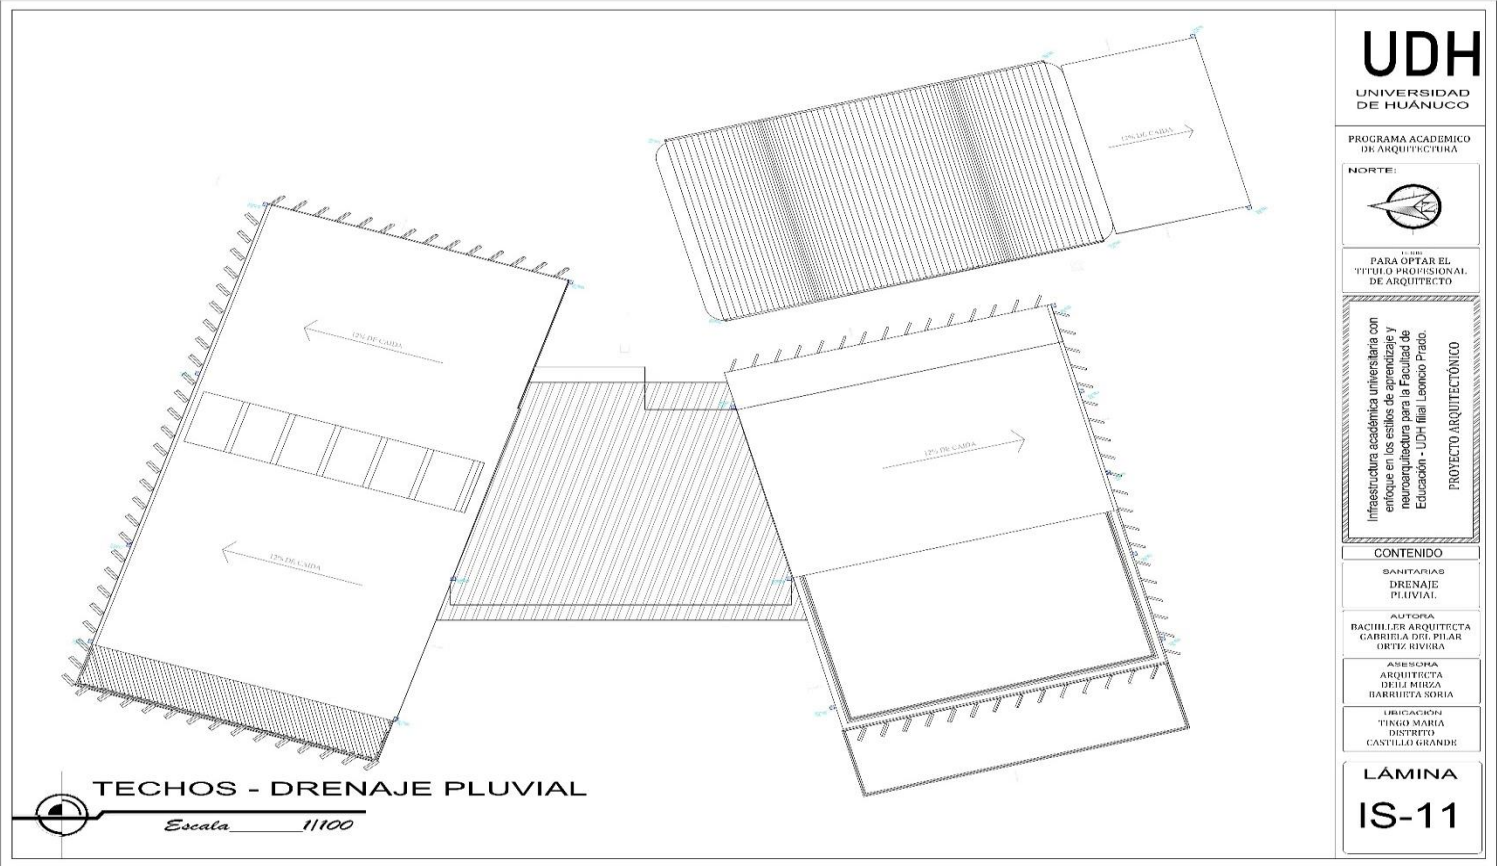 12% DE CAIDA
12% DE CAIDA
12% DE CAIDA
12% DE CAIDA
TECHOS - DRENAJE PLUVIAL
Escala________1/100
UDH
UNIVERSIDAD
DE HUÁNUCO
PROGRAMA ACADEMICO
DE ARQUITECTURA
NORTE:
PARA OPTAR EL
TITULO PROFESIONAL
DE ARQUITECTO
Infraestructura académica universitaria con
enfoque en los estilos de aprendizaje y
neuroarquitectura para la Facultad de
Educación - UDH filial Leoncio Prado.
PROYECTO ARQUITECTÓNICO
CONTENIDO
SANITARIAS
DRENAJE
PLUVIAL
AUTORA
BACHILLER ARQUITECTA
GABRIELA DEL PILAR
ORTIZ RIVERA
ASESORA
ARQUITECTA
DEILI MIRZA
BARRUETA SORIA
UBICACIÓN
TINGO MARIA
DISTRITO
CASTILLO GRANDE
LÁMINA
IS-11